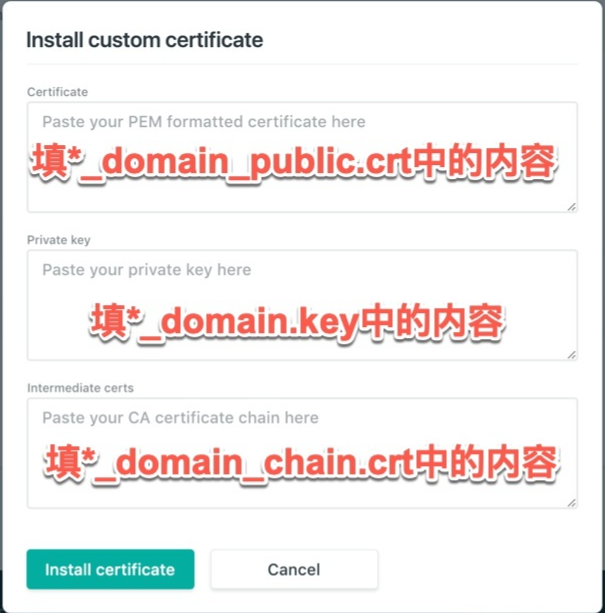 Install custom certificate
Certificate
Paste your PEM formatted certificate here
填*_domain_public.crt中的内容
Private key
Paste your private key here
填*_domain.key中的内容
Intermediate certs
Paste your CA certificate chain here
填*_domain_chain.crt中的内容
Install certificate
Cancel